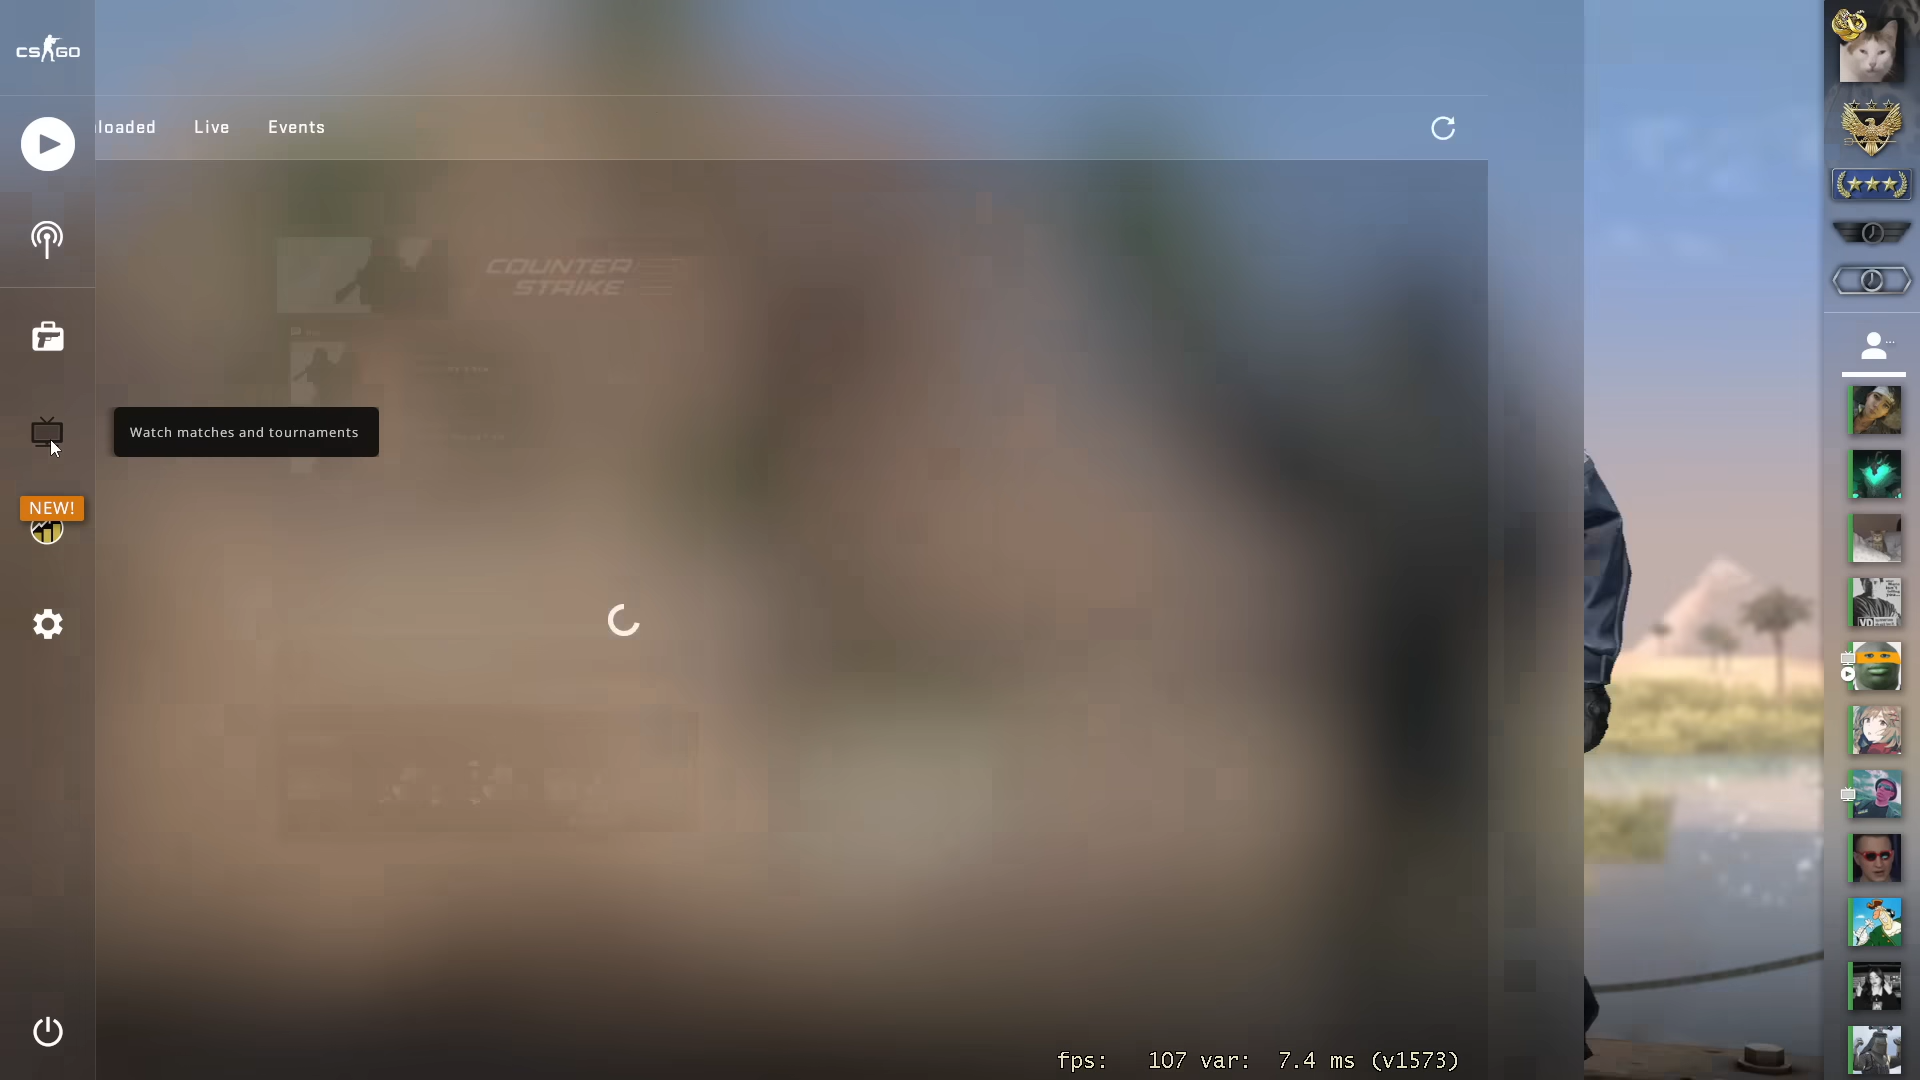 CS GO
loaded
Live
Events
COUNTER
STRIKE
Watch matches and tournaments
NEW!
fps: 107 var: 7.4 ms (v1573)